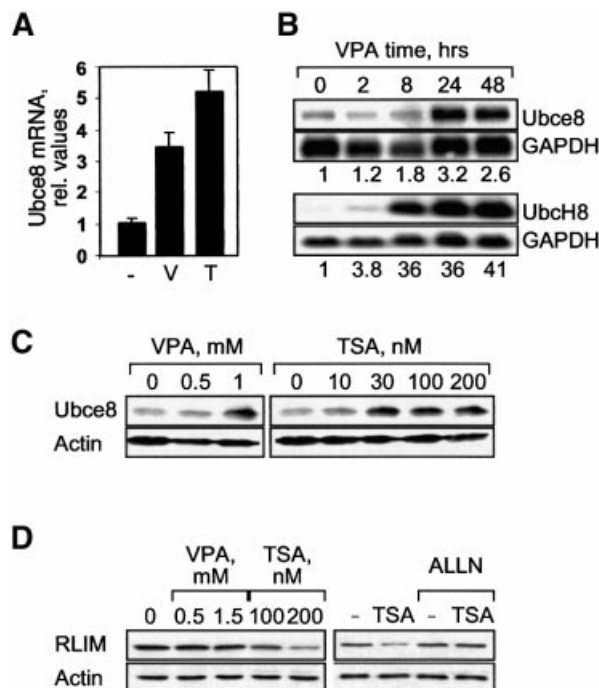 A
Ubce8 mRNA,
rel. values
6
5
4
3
2
1
0
- V T
B
VPA time, hrs
0 2 8 24 48
Ubce8
GAPDH
1 1.2 1.8 3.2 2.6
UbcH8
GAPDH
1 3.8 36 36 41
C
VPA, mM TSA, nM
0 0.5 1 0 10 30 100 200
Ubce8
Actin
D
VPA, TSA,
mM nM
ALLN
0 0.5 1.5 100 200 - TSA - TSA
RLIM
Actin